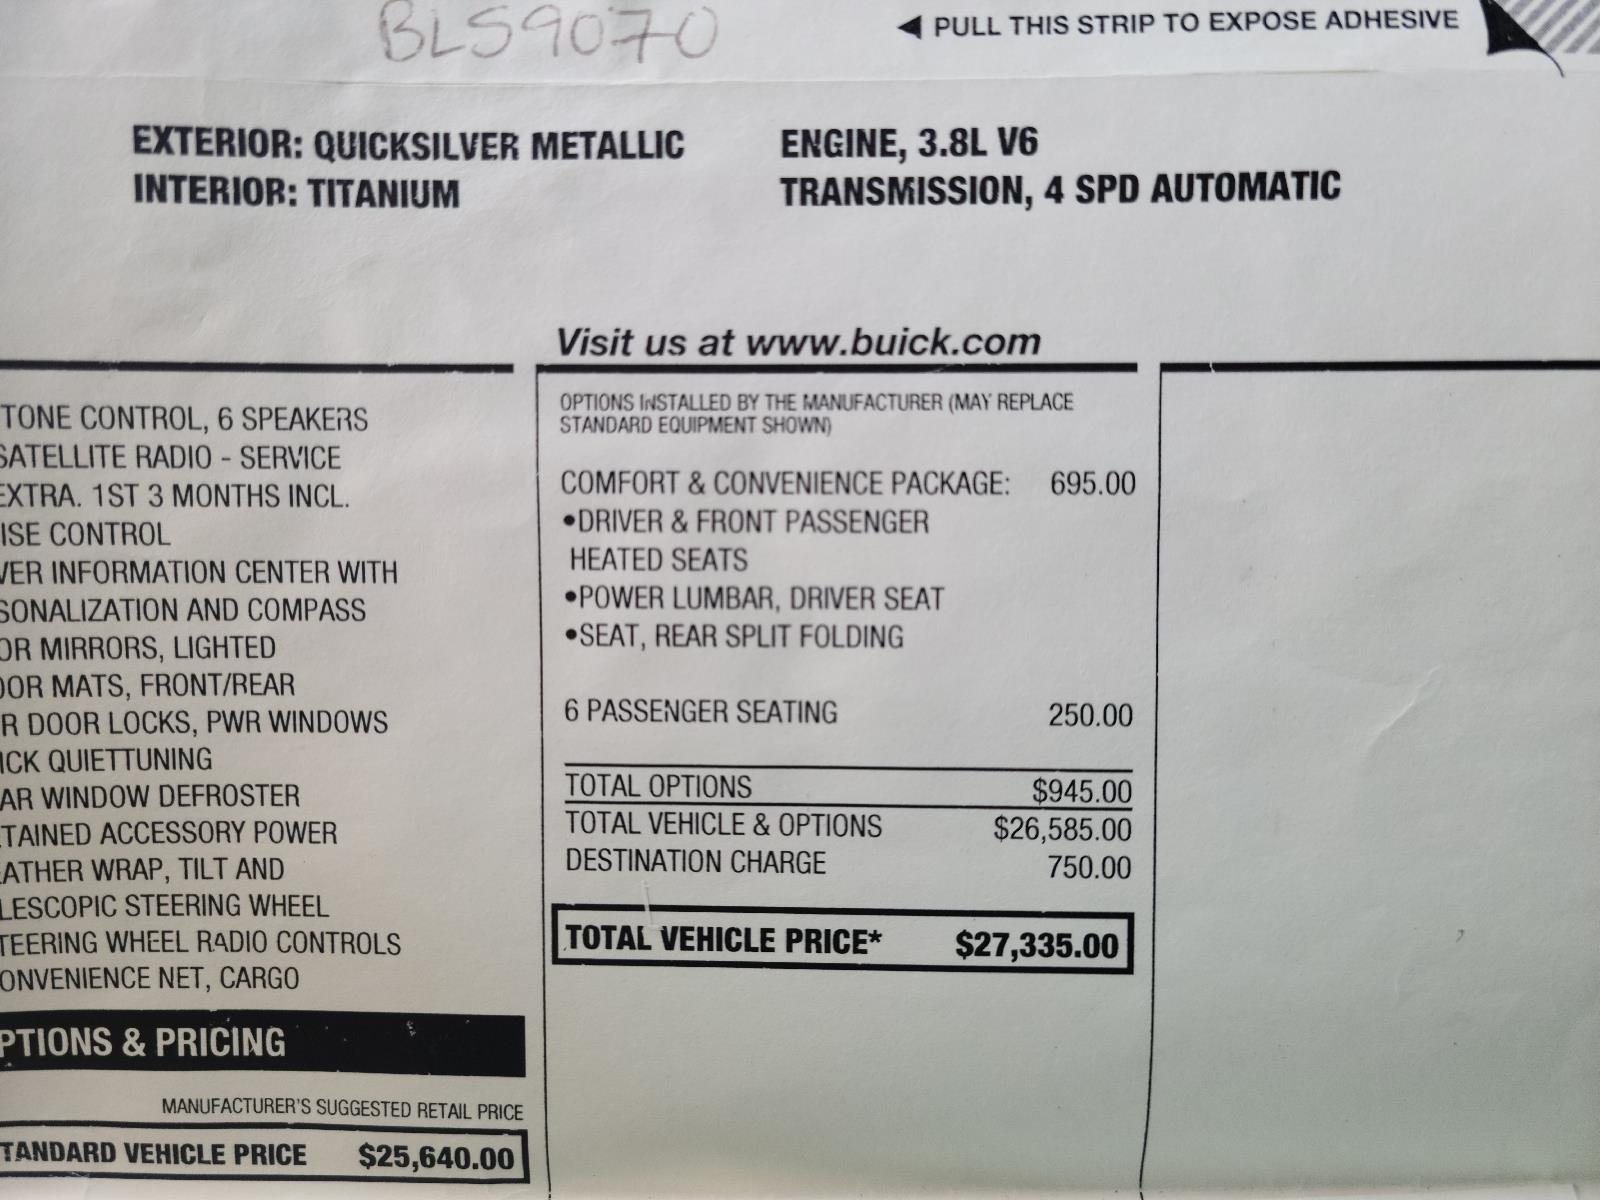 BLS9070
PULL THIS STRIP TO EXPOSE ADHESIVE
EXTERIOR: QUICKSILVER METALLIC
INTERIOR: TITANIUM
ENGINE, 3.8L V6
TRANSMISSION, 4 SPD AUTOMATIC
Visit us at www.buick.com
TONE CONTROL, 6 SPEAKERS
SATELLITE RADIO - SERVICE
EXTRA. 1ST 3 MONTHS INCL.
ISE CONTROL
VER INFORMATION CENTER WITH
SONALIZATION AND COMPASS
OR MIRRORS, LIGHTED
OOR MATS, FRONT/REAR
R DOOR LOCKS, PWR WINDOWS
ICK QUIETTUNING
AR WINDOW DEFROSTER
TAINED ACCESSORY POWER
EATHER WRAP, TILT AND
LESCOPIC STEERING WHEEL
TEERING WHEEL RADIO CONTROLS
ONVENIENCE NET, CARGO
PTIONS & PRICING
MANUFACTURER'S SUGGESTED RETAIL PRICE
TANDARD VEHICLE PRICE $25,640.00
OPTIONS INSTALLED BY THE MANUFACTURER (MAY REPLACE
STANDARD EQUIPMENT SHOWN)
COMFORT & CONVENIENCE PACKAGE: 695.00
•DRIVER & FRONT PASSENGER
HEATED SEATS
•POWER LUMBAR, DRIVER SEAT
•SEAT, REAR SPLIT FOLDING
6 PASSENGER SEATING 250.00
TOTAL OPTIONS $945.00
TOTAL VEHICLE & OPTIONS $26,585.00
DESTINATION CHARGE 750.00
TOTAL VEHICLE PRICE* $27,335.00